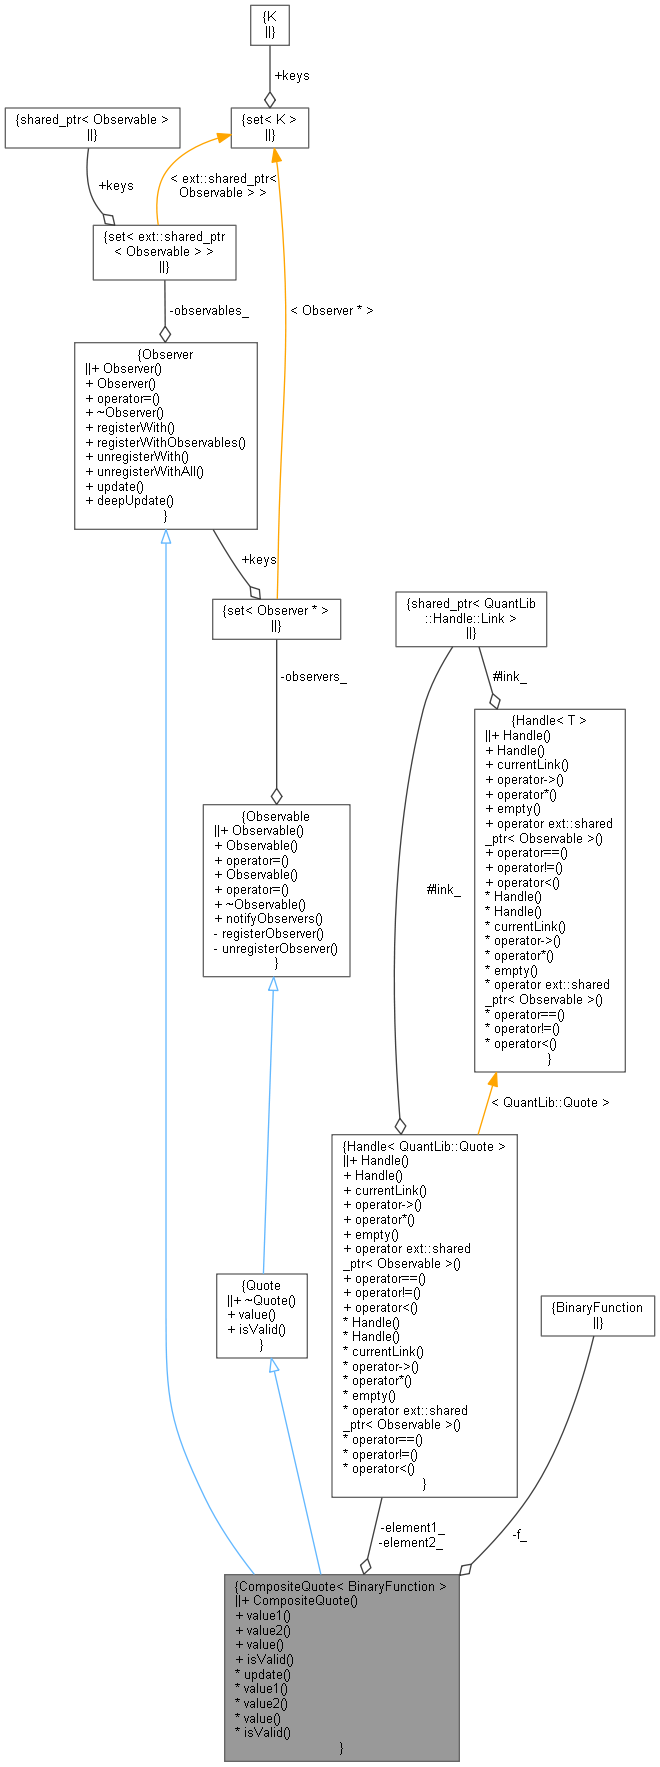 {K
||}
+keys
{shared_ptr< Observable >
||}
{set< K >
||}
+keys
< ext::shared_ptr<
Observable > >
{set< ext::shared_ptr
< Observable > >
||}
-observables_
< Observer * >
{Observer
||+ Observer()
+ Observer()
+ operator=()
+ ~Observer()
+ registerWith()
+ registerWithObservables()
+ unregisterWith()
+ unregisterWithAll()
+ update()
+ deepUpdate()
}
+keys
{set< Observer * >
||}
{shared_ptr< QuantLib
::Handle::Link >
||}
-observers_
#link_
{Handle< T >
||+ Handle()
+ Handle()
+ currentLink()
+ operator->()
+ operator*()
+ empty()
+ operator ext::shared
_ptr< Observable >()
+ operator==()
+ operator!=()
+ operator<()
* Handle()
* Handle()
* currentLink()
* operator->()
* operator*()
* empty()
* operator ext::shared
_ptr< Observable >()
* operator==()
* operator!=()
* operator<()
}
{Observable
||+ Observable()
+ Observable()
+ operator=()
+ Observable()
+ operator=()
+ ~Observable()
+ notifyObservers()
- registerObserver()
- unregisterObserver()
}
#link_
< QuantLib::Quote >
{Handle< QuantLib::Quote >
||+ Handle()
+ Handle()
+ currentLink()
+ operator->()
+ operator*()
+ empty()
+ operator ext::shared
_ptr< Observable >()
+ operator==()
+ operator!=()
+ operator<()
* Handle()
* Handle()
* currentLink()
* operator->()
* operator*()
* empty()
* operator ext::shared
_ptr< Observable >()
* operator==()
* operator!=()
* operator<()
}
{Quote
||+ ~Quote()
+ value()
+ isValid()
}
{BinaryFunction
||}
-element1_
-element2_
-f_
{CompositeQuote< BinaryFunction >
||+ CompositeQuote()
+ value1()
+ value2()
+ value()
+ isValid()
* update()
* value1()
* value2()
* value()
* isValid()
}